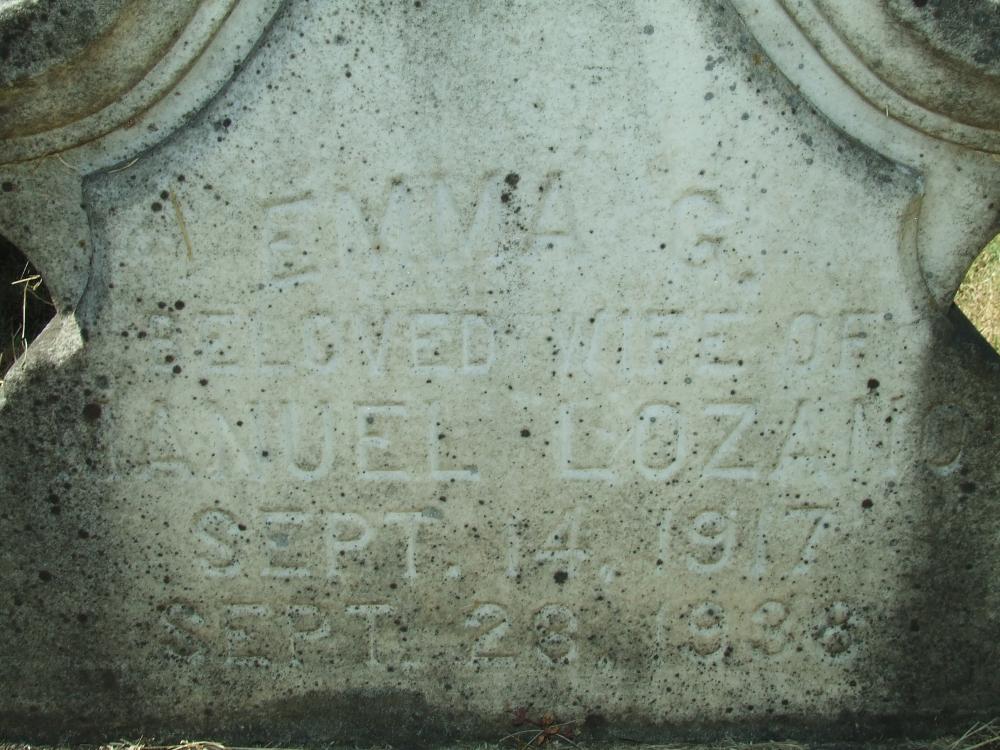 EMMA G.
BELOVED WIFE OF
MANUEL LOZANO
SEPT. 14, 1917
SEPT. 28, 1938